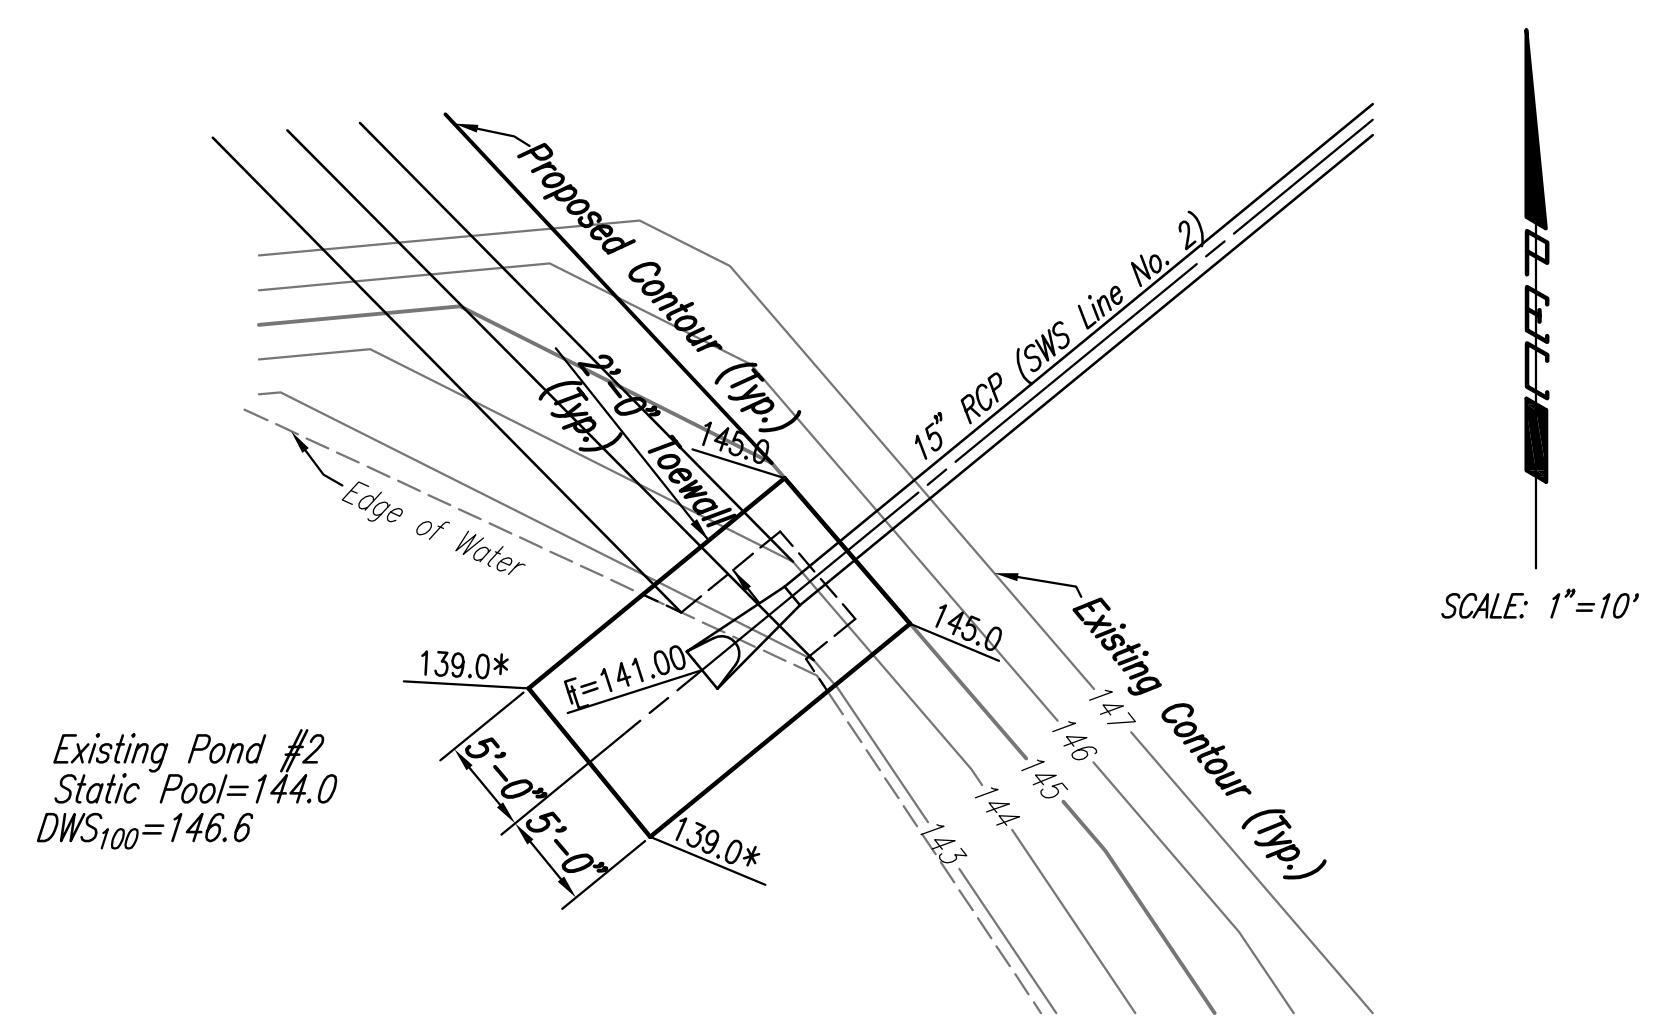 Proposed Contour (Typ.)
15" RCP (SWS Line No. 2)
2'-0" Toewall
(Typ.)
145.0
Edge of Water
SCALE: 1"=10'
145.0
Existing Contour (Typ.)
139.0*
=141.00
147
146
145
144
143
Existing Pond #2
Static Pool=144.0
DWS100=146.6
5'-0"
5'-0"
139.0*